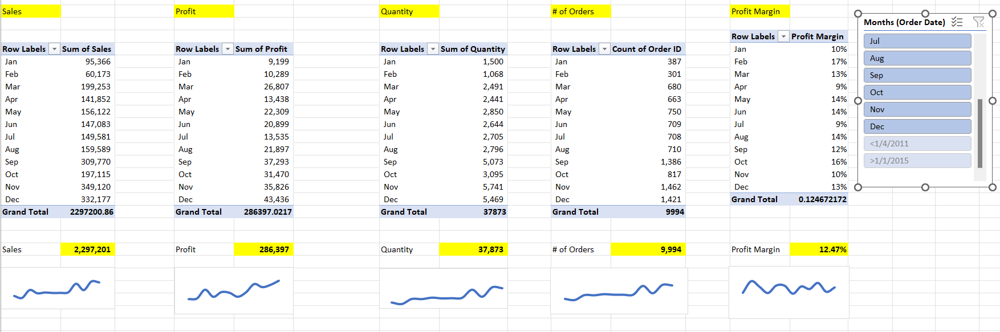 Sales Profit Quantity # of Orders Profit Margin
Months (Order Date)
Row Labels Profit Margin
Jul
Row Labels Sum of Sales Row Labels Sum of Profit Row Labels Sum of Quantity Row Labels Count of Order ID Jan 10%
Aug
Jan 95,366 Jan 9,199 Jan 1,500 Jan 387 Feb 17%
Feb 60,173 Feb 10,289 Feb 1,068 Feb 301 Mar 13% Sep
Mar 199,253 Mar 26,807 Mar 2,491 Mar 680 Apr 9% Oct
Apr 141,852 Apr 13,438 Apr 2,441 Apr 663 May 14%
Nov
May 156,122 May 22,309 May 2,850 May 750 Jun 14%
Jun 147,083 Jun 20,899 Jun 2,644 Jun 709 Jul 9% Dec
Jul 149,581 Jul 13,535 Jul 2,705 Jul 708 Aug 14%
<1/4/2011
Aug 159,589 Aug 21,897 Aug 2,796 Aug 710 Sep 12%
Sep 309,770 Sep 37,293 Sep 5,073 Sep 1,386 Oct 16% >1/1/2015
Oct 197,115 Oct 31,470 Oct 3,095 Oct 817 Nov 10%
Nov 349,120 Nov 35,826 Nov 5,741 Nov 1,462 Dec 13%
Dec 332,177 Dec 43,436 Dec 5,469 Dec 1,421 Grand Total 0.124672172
Grand Total 2297200.86 Grand Total 286397.0217 Grand Total 37873 Grand Total 9994
Sales 2,297,201 Profit 286,397 Quantity 37,873 # of Orders 9,994 Profit Margin 12.47%